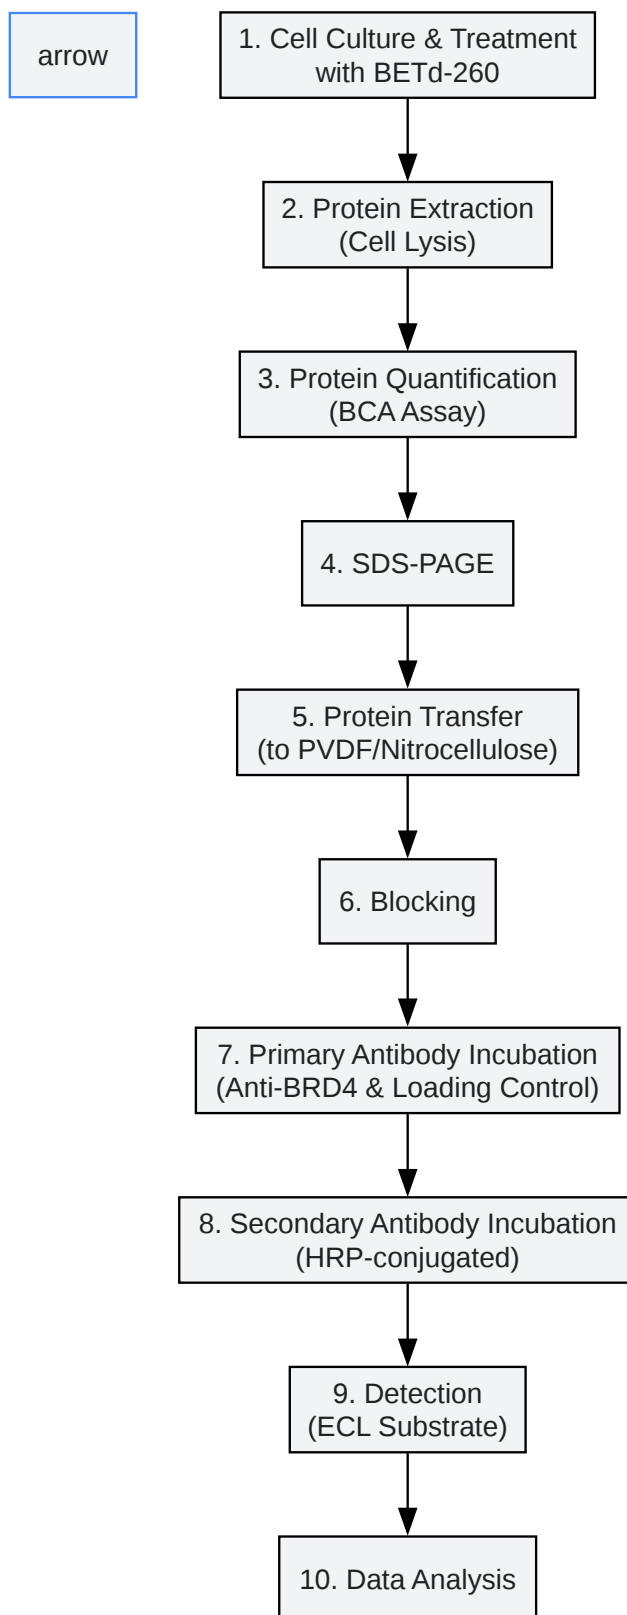 arrow
1. Cell Culture & Treatment
with BETd-260
2. Protein Extraction
(Cell Lysis)
3. Protein Quantification
(BCA Assay)
4. SDS-PAGE
5. Protein Transfer
(to PVDF/Nitrocellulose)
6. Blocking
7. Primary Antibody Incubation
(Anti-BRD4 & Loading Control)
8. Secondary Antibody Incubation
(HRP-conjugated)
9. Detection
(ECL Substrate)
10. Data Analysis